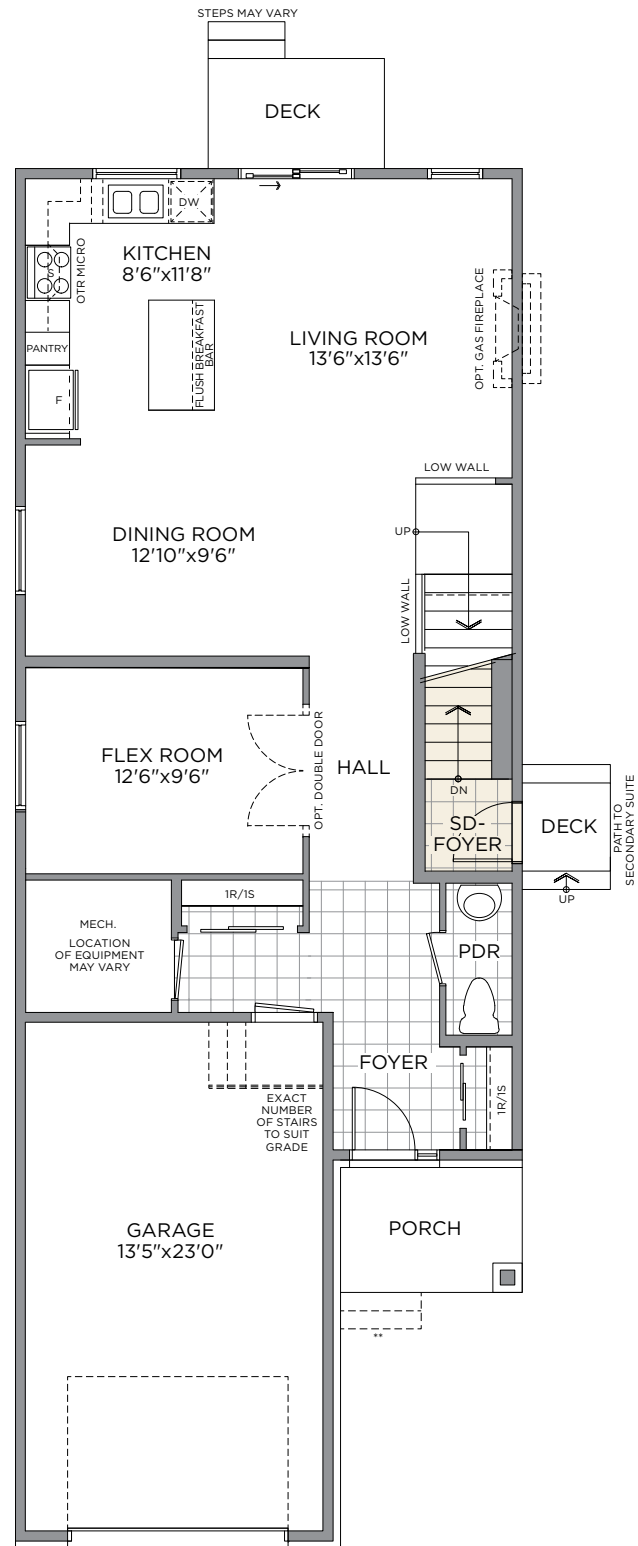 STEPS MAY VARY
DECK
DW
KITCHEN
8'6"x11'8"
OTR MICRO
S
PANTRY
F
FLUSH BREAKFAST
BAR
LIVING ROOM
13'6"x13'6"
OPT. GAS FIREPLACE
LOW WALL
UP
DINING ROOM
12'10"x9'6"
LOW WALL
FLEX ROOM
12'6"x9'6"
OPT. DOUBLE DOOR
HALL
DN
SD-
FOYER
DECK
PATH TO
SECONDARY SUITE
UP
1R/1S
MECH.
LOCATION
OF EQUIPMENT
MAY VARY
PDR
FOYER
1R/1S
EXACT
NUMBER
OF STAIRS
TO SUIT
GRADE
GARAGE
13'5"x23'0"
PORCH
**